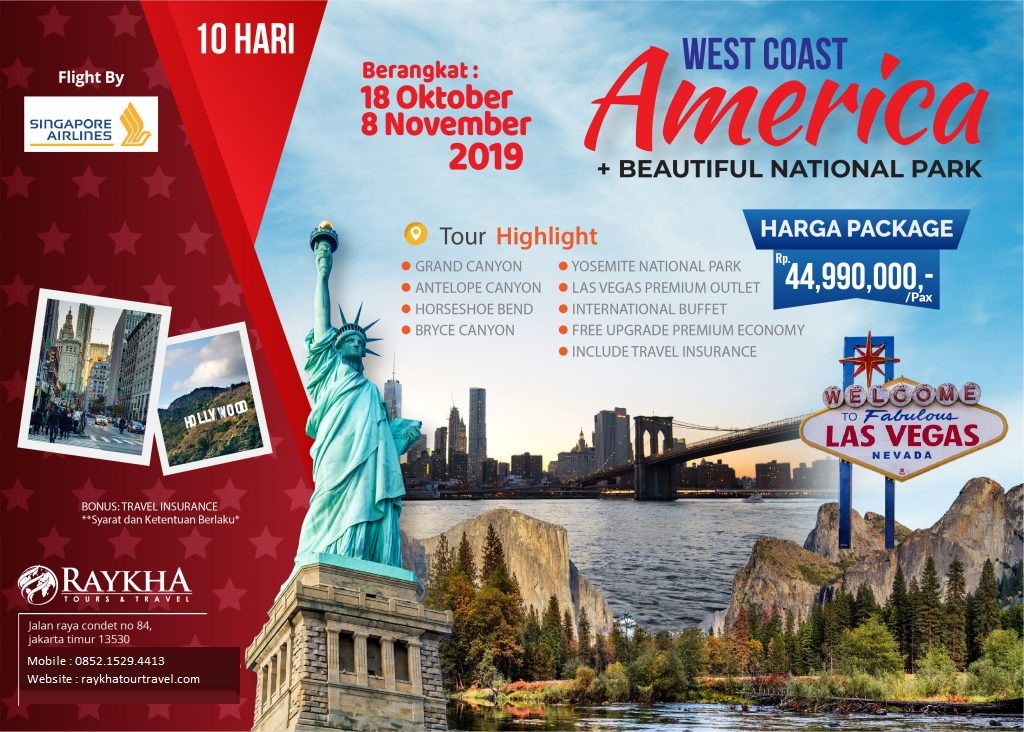 10 HARI
Flight By
SINGAPORE
AIRLINES
Berangkat :
18 Oktober
8 November
2019
WEST COAST
America
+ BEAUTIFUL NATIONAL PARK
Tour Highlight
GRAND CANYON
ANTELOPE CANYON
HORSESHOE BEND
BRYCE CANYON
YOSEMITE NATIONAL PARK
LAS VEGAS PREMIUM OUTLET
INTERNATIONAL BUFFET
FREE UPGRADE PREMIUM ECONOMY
INCLUDE TRAVEL INSURANCE
HARGA PACKAGE
Rp. 44,990,000,-
/Pax
HOLLYWOOD
WELCOME
TO Fabulous
LAS VEGAS
NEVADA
BONUS: TRAVEL INSURANCE
**Syarat dan Ketentuan Berlaku*
RAYKHA
TOURS & TRAVEL
Jalan raya condet no 84,
jakarta timur 13530
Mobile : 0852.1529.4413
Website : raykhatourtravel.com